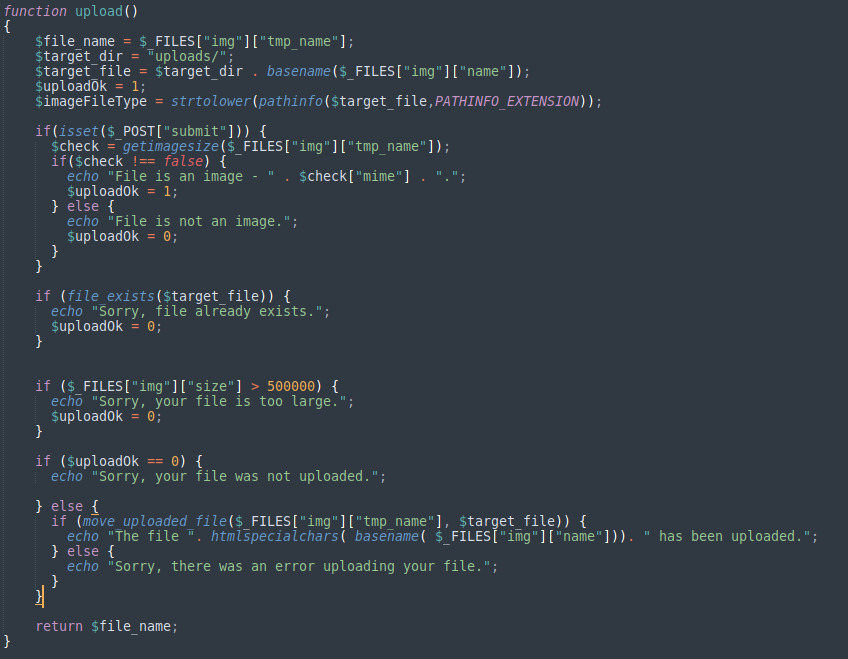 function upload()
{
$file_name = $_FILES["img"]["tmp_name"];
$target_dir = "uploads/";
$target_file = $target_dir . basename($_FILES["img"]["name"]);
$uploadOk = 1;
$imageFileType = strtolower(pathinfo($target_file,PATHINFO_EXTENSION));
if(isset($_POST["submit"])) {
$check = getimagesize($_FILES["img"]["tmp_name"]);
if($check !== false) {
echo "File is an image - " . $check["mime"] . ".";
$uploadOk = 1;
} else {
echo "File is not an image.";
$uploadOk = 0;
}
}
if (file_exists($target_file)) {
echo "Sorry, file already exists.";
$uploadOk = 0;
}
if ($_FILES["img"]["size"] > 500000) {
echo "Sorry, your file is too large.";
$uploadOk = 0;
}
if ($uploadOk == 0) {
echo "Sorry, your file was not uploaded.";
} else {
if (move_uploaded_file($_FILES["img"]["tmp_name"], $target_file)) {
echo "The file ". htmlspecialchars( basename( $_FILES["img"]["name"])). " has been uploaded.";
} else {
echo "Sorry, there was an error uploading your file.";
}
}
return $file_name;
}